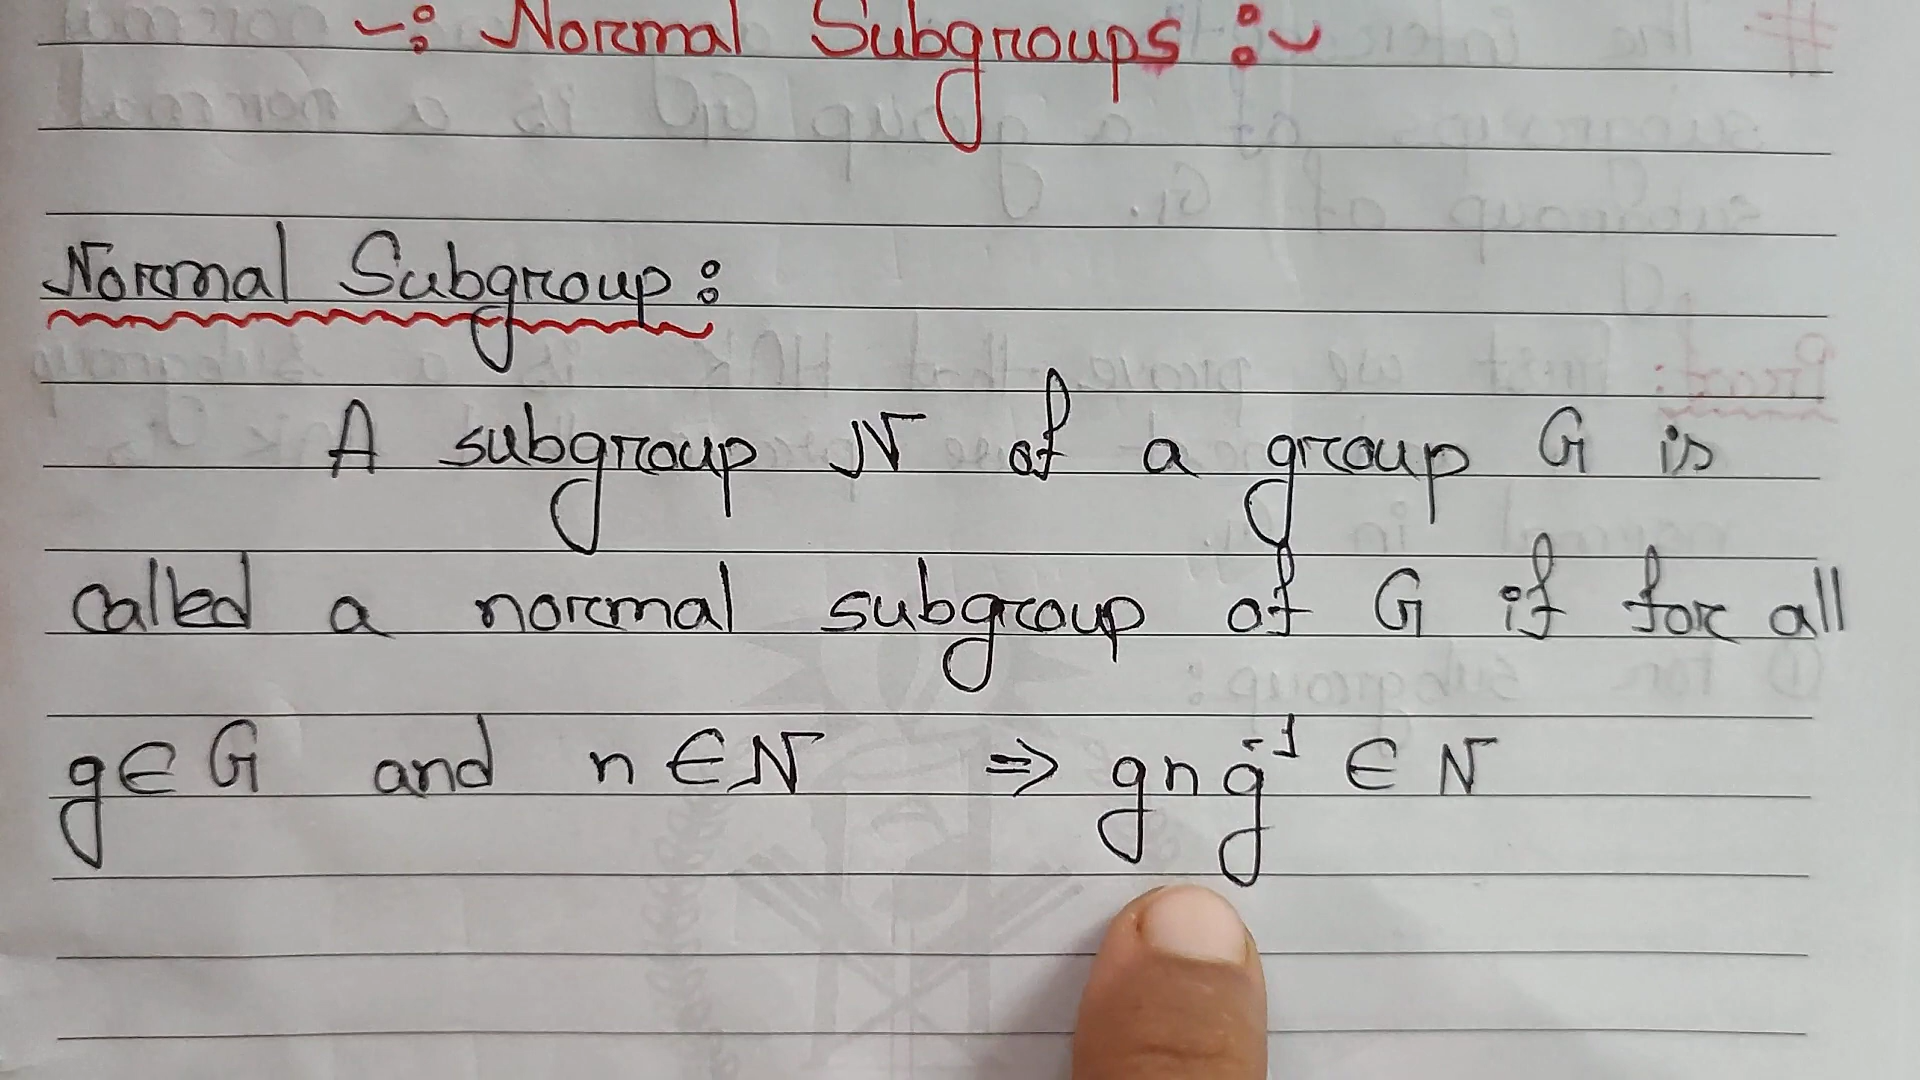 ~: Normal Subgroups :~
Normal Subgroup:
A subgroup N of a group G is
called a normal subgroup of G if for all
g∈G and n∈N ⇒ gng⁻¹ ∈ N